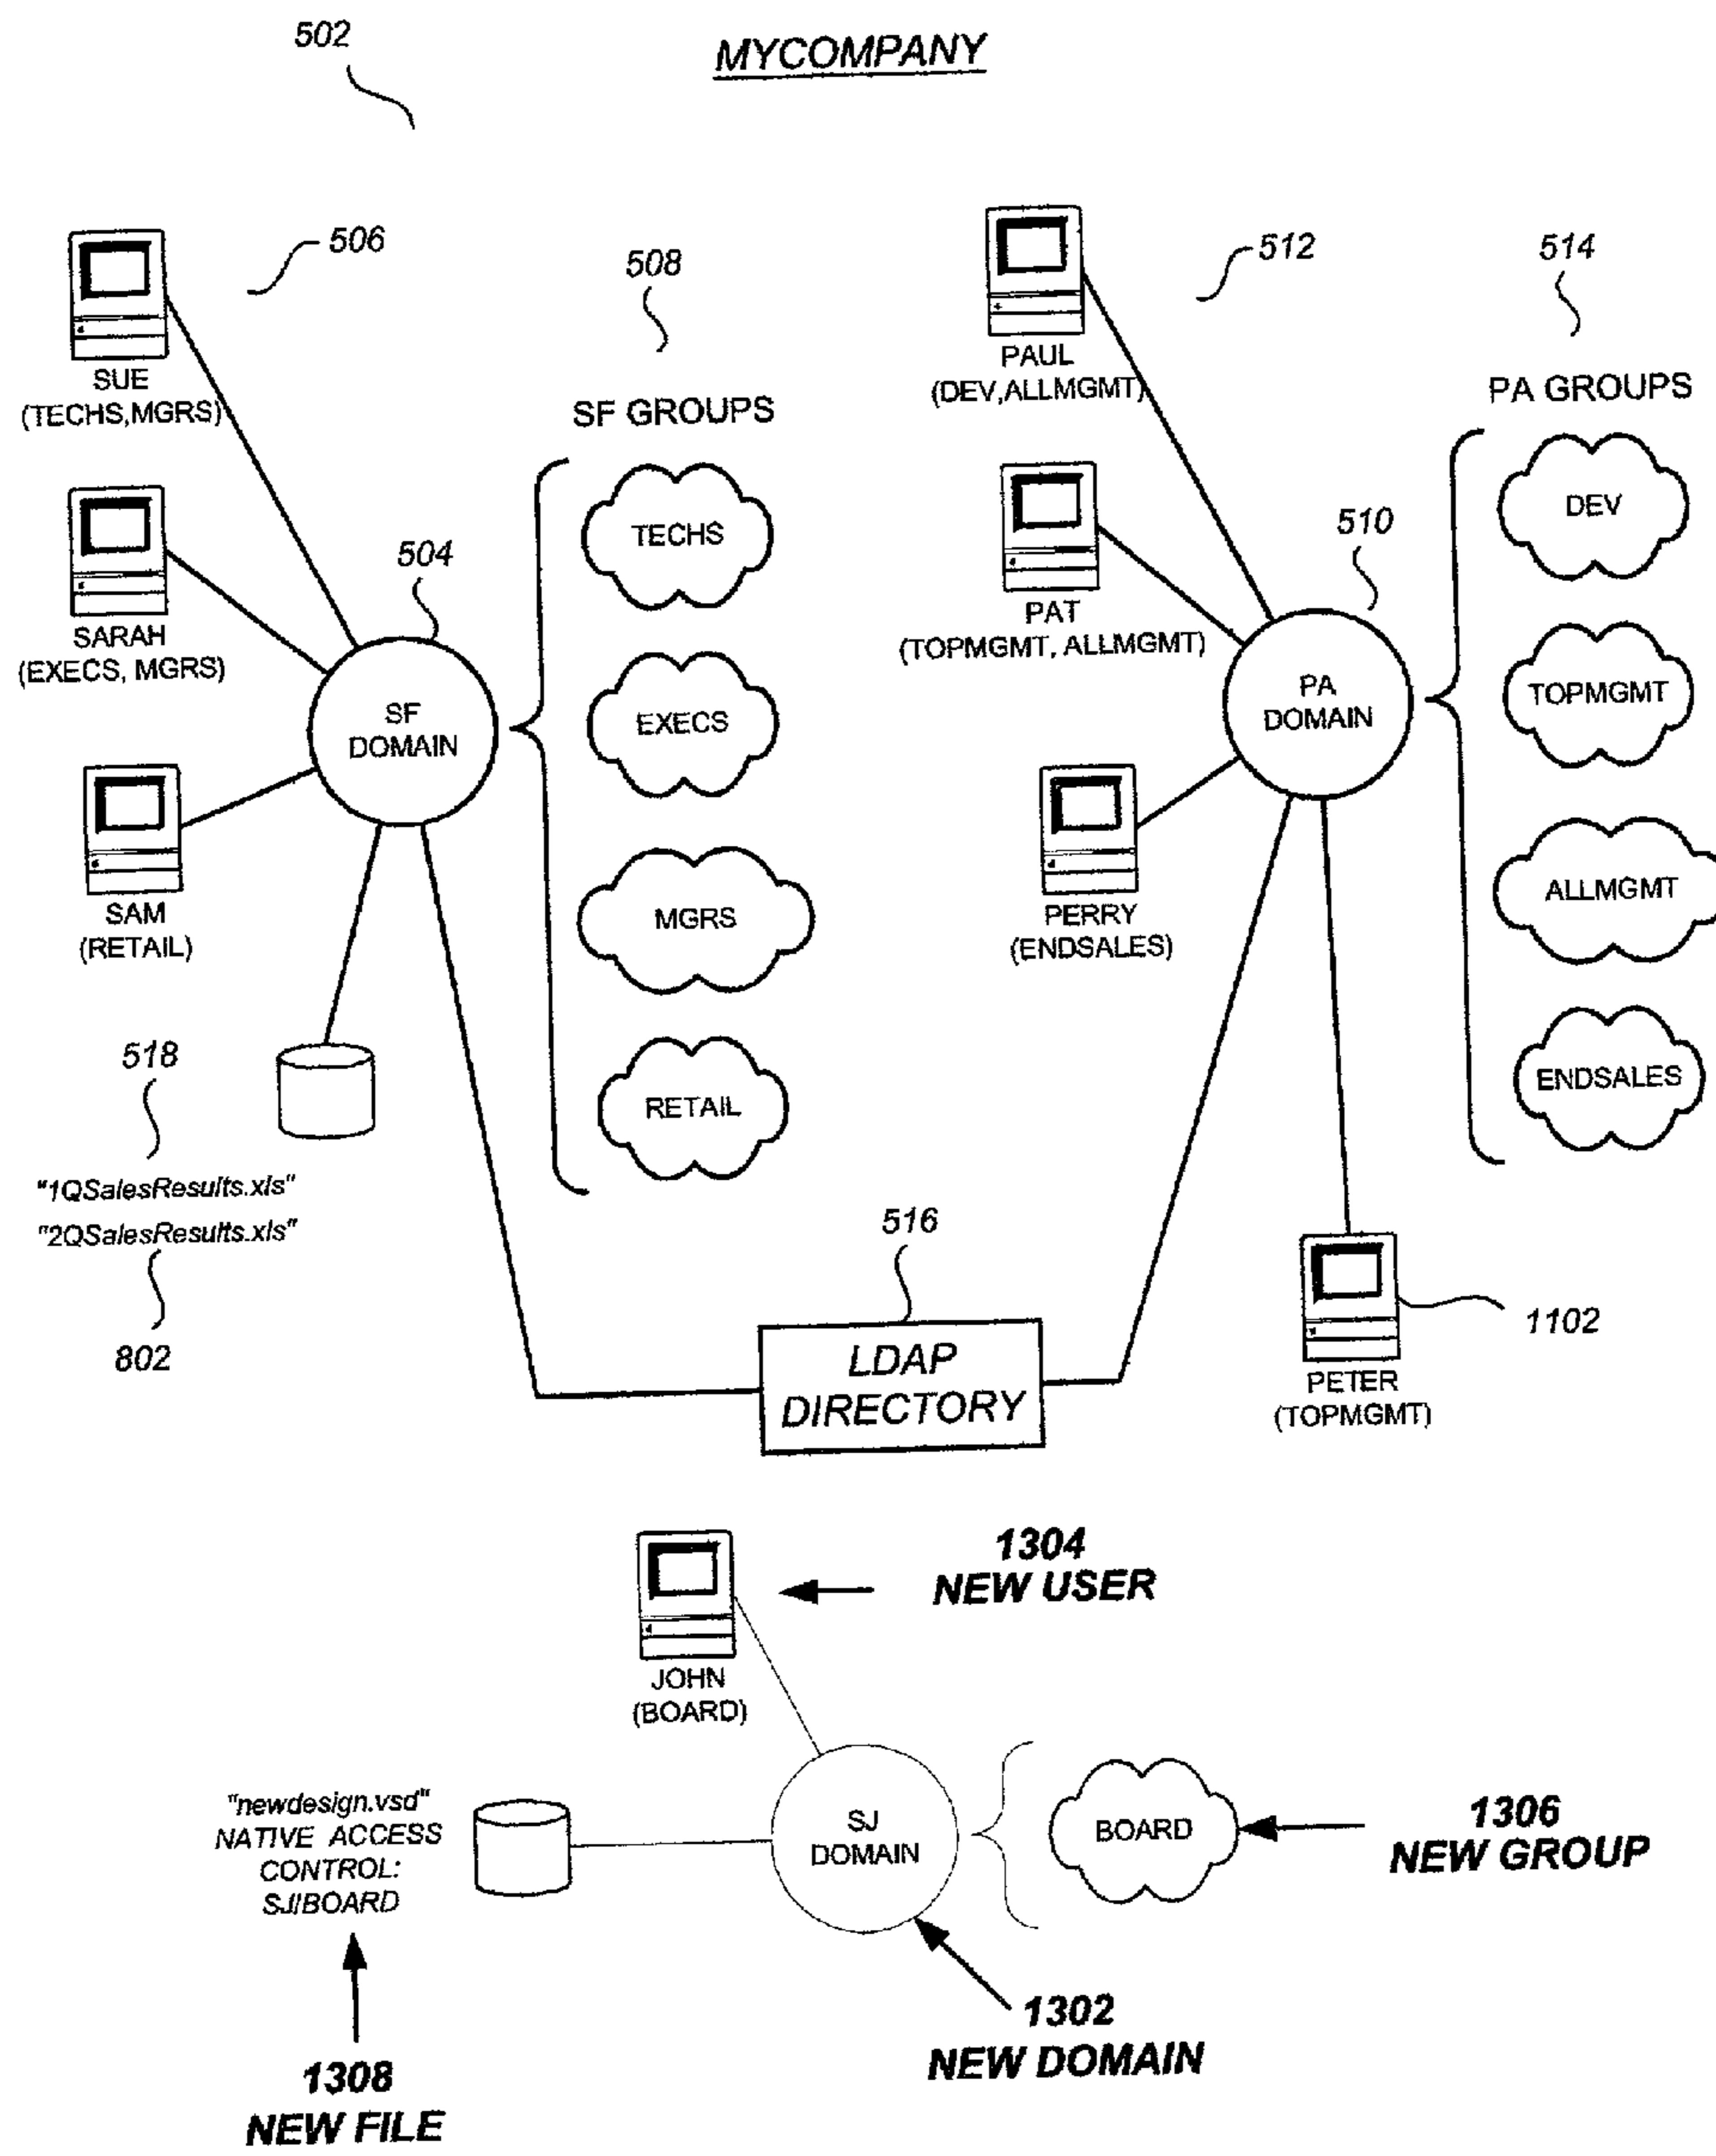 502
MYCOMPANY
506
508
512
514
SUE
(TECHS,MGRS)
SF GROUPS
PAUL
(DEV,ALLMGMT)
PA GROUPS
TECHS
DEV
504
510
SARAH
(EXECS, MGRS)
PAT
(TOPMGMT, ALLMGMT)
SF
DOMAIN
EXECS
PA
DOMAIN
TOPMGMT
SAM
(RETAIL)
MGRS
PERRY
(ENDSALES)
ALLMGMT
518
RETAIL
ENDSALES
"1QSalesResults.xls"
"2QSalesResults.xls"
802
516
LDAP
DIRECTORY
1102
PETER
(TOPMGMT)
1304
NEW USER
JOHN
(BOARD)
"newdesign.vsd"
NATIVE ACCESS
CONTROL:
SJ/BOARD
SJ
DOMAIN
BOARD
1306
NEW GROUP
1302
NEW DOMAIN
1308
NEW FILE